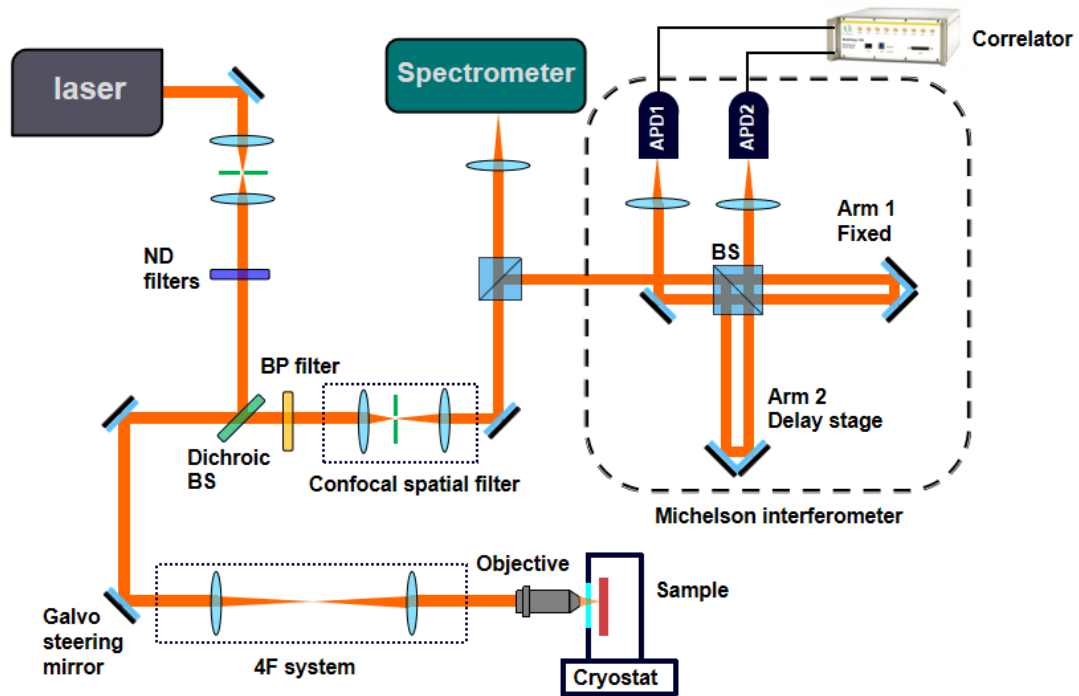 laser
Spectrometer
Correlator
APD1
APD2
Arm 1
Fixed
BS
ND
filters
BP filter
Arm 2
Delay stage
Dichroic
BS
Confocal spatial filter
Michelson interferometer
Objective
Sample
Galvo
steering
mirror
4F system
Cryostat